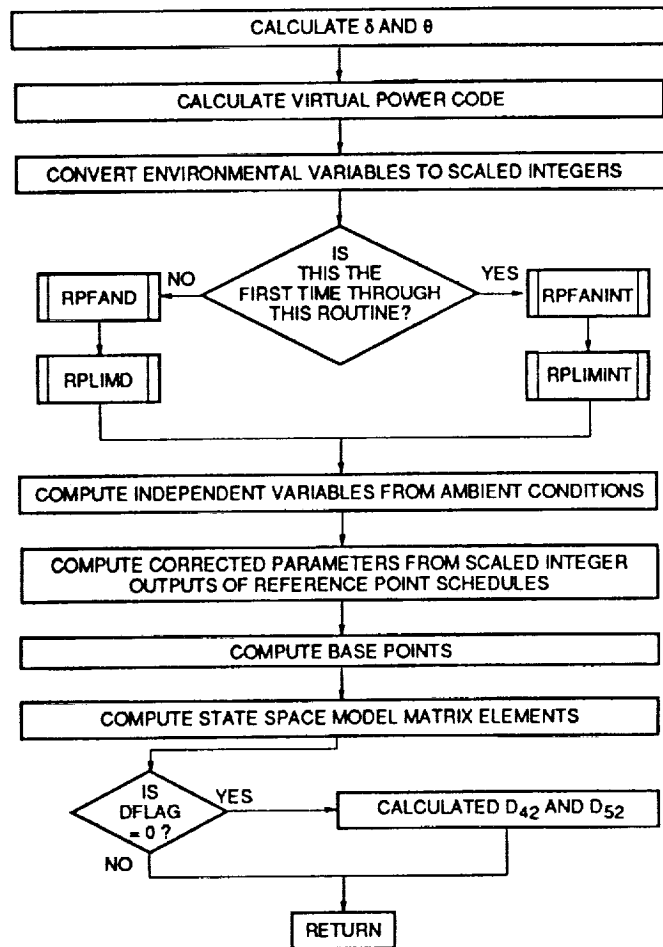 CALCULATE δ AND θ
CALCULATE VIRTUAL POWER CODE
CONVERT ENVIRONMENTAL VARIABLES TO SCALED INTEGERS
IS
THIS THE
FIRST TIME THROUGH
THIS ROUTINE?
NO
YES
RPFAND
RPFANINT
RPLIMD
RPLIMINT
COMPUTE INDEPENDENT VARIABLES FROM AMBIENT CONDITIONS
COMPUTE CORRECTED PARAMETERS FROM SCALED INTEGER
OUTPUTS OF REFERENCE POINT SCHEDULES
COMPUTE BASE POINTS
COMPUTE STATE SPACE MODEL MATRIX ELEMENTS
IS
DFLAG
= 0 ?
YES
CALCULATED D42 AND D52
NO
RETURN